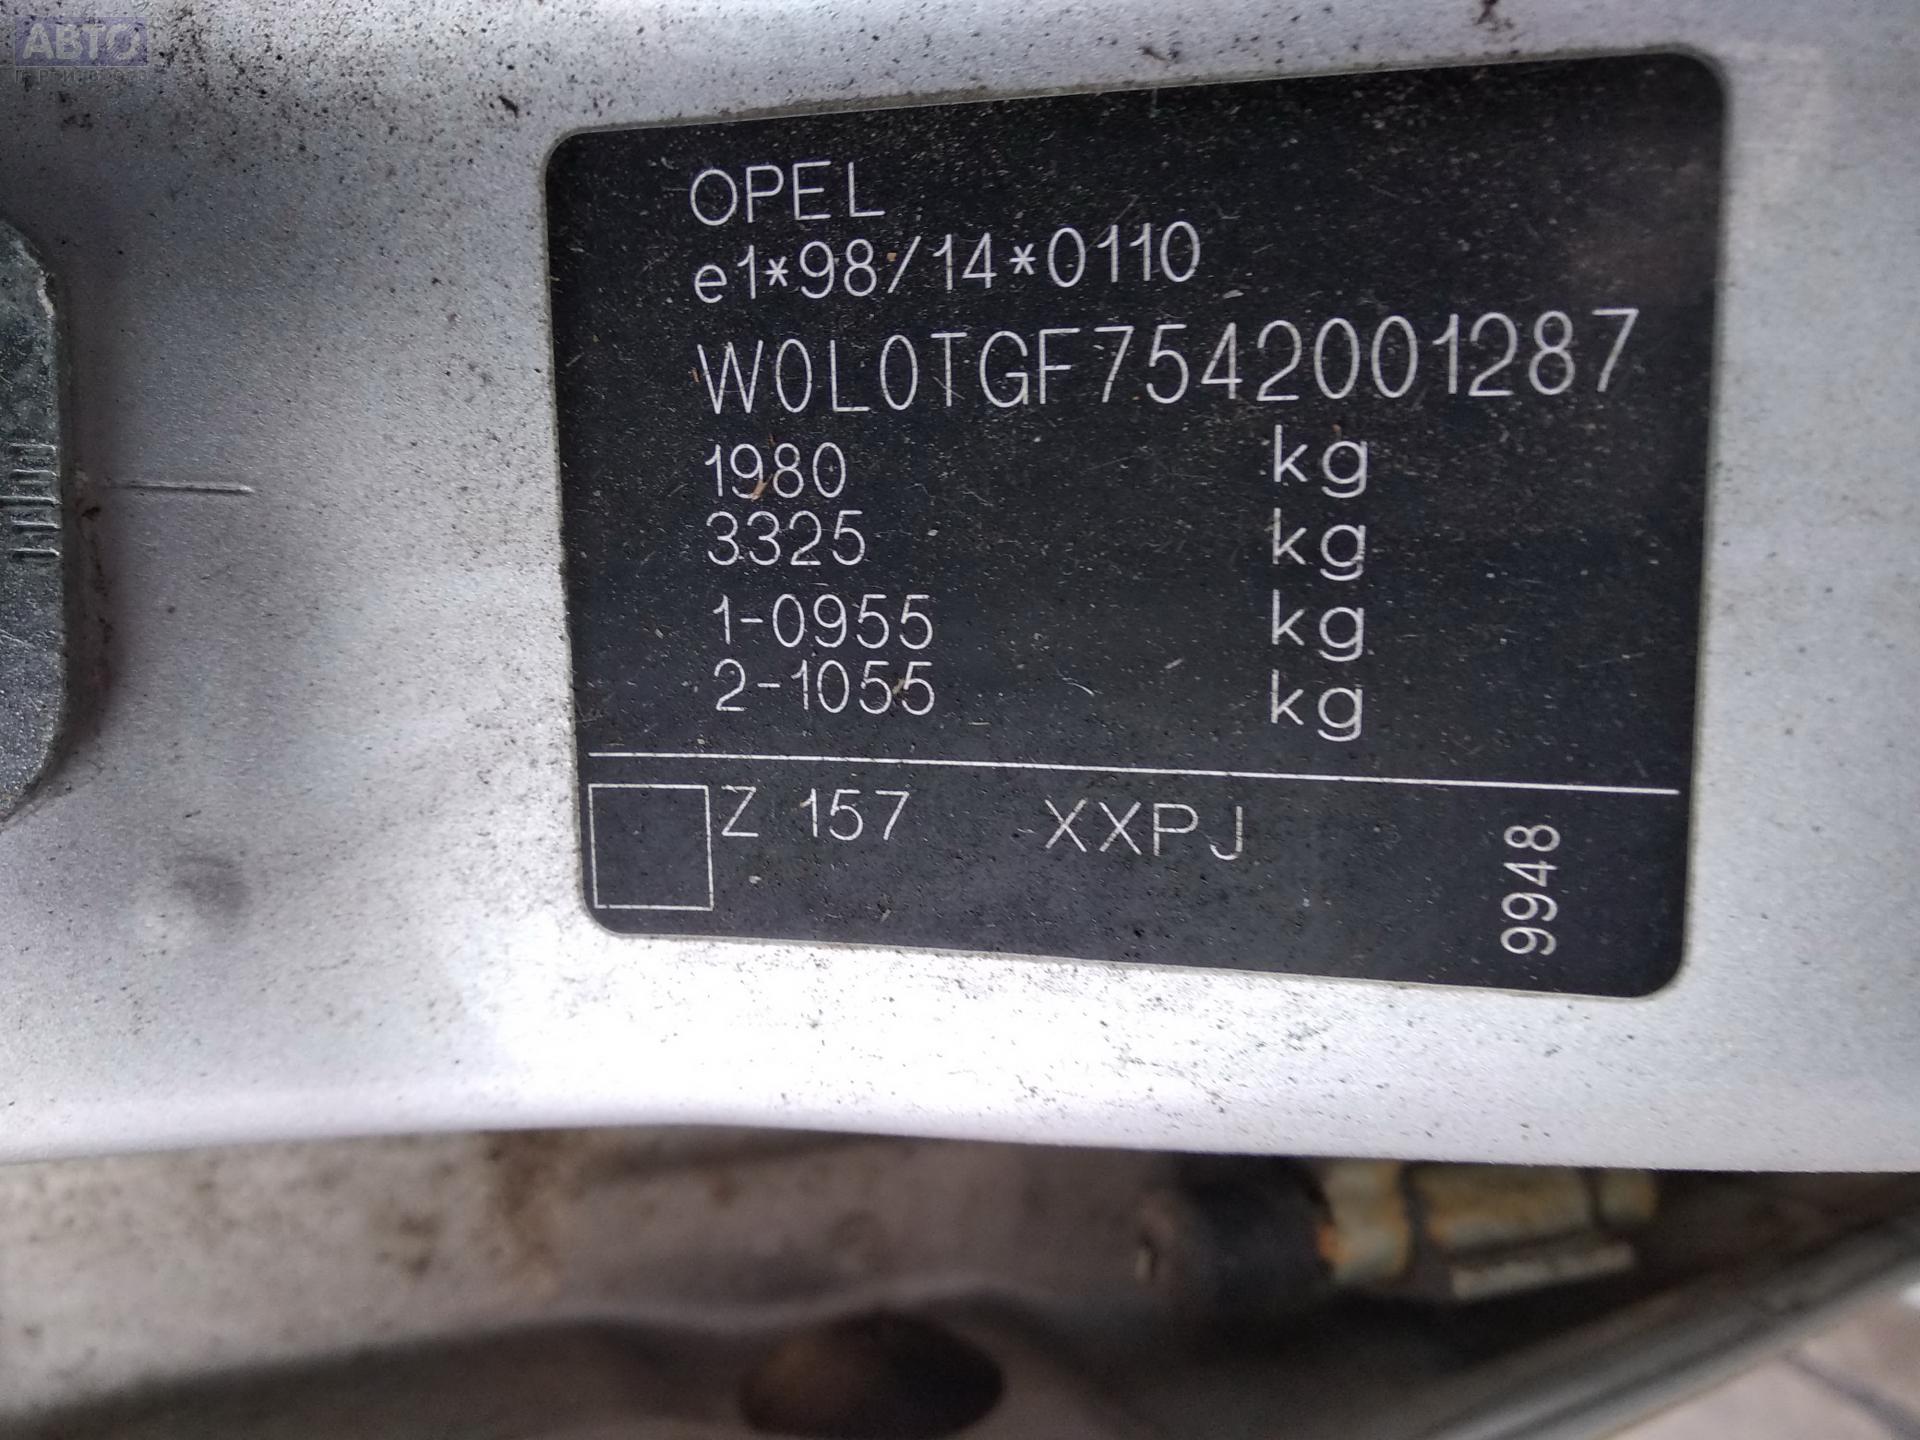 АВТО
OPEL
e1*98/14*0110
W0L0TGF7542001287
1980 kg
3325 kg
1-0955 kg
2-1055 kg
Z 157 XXPJ
9948